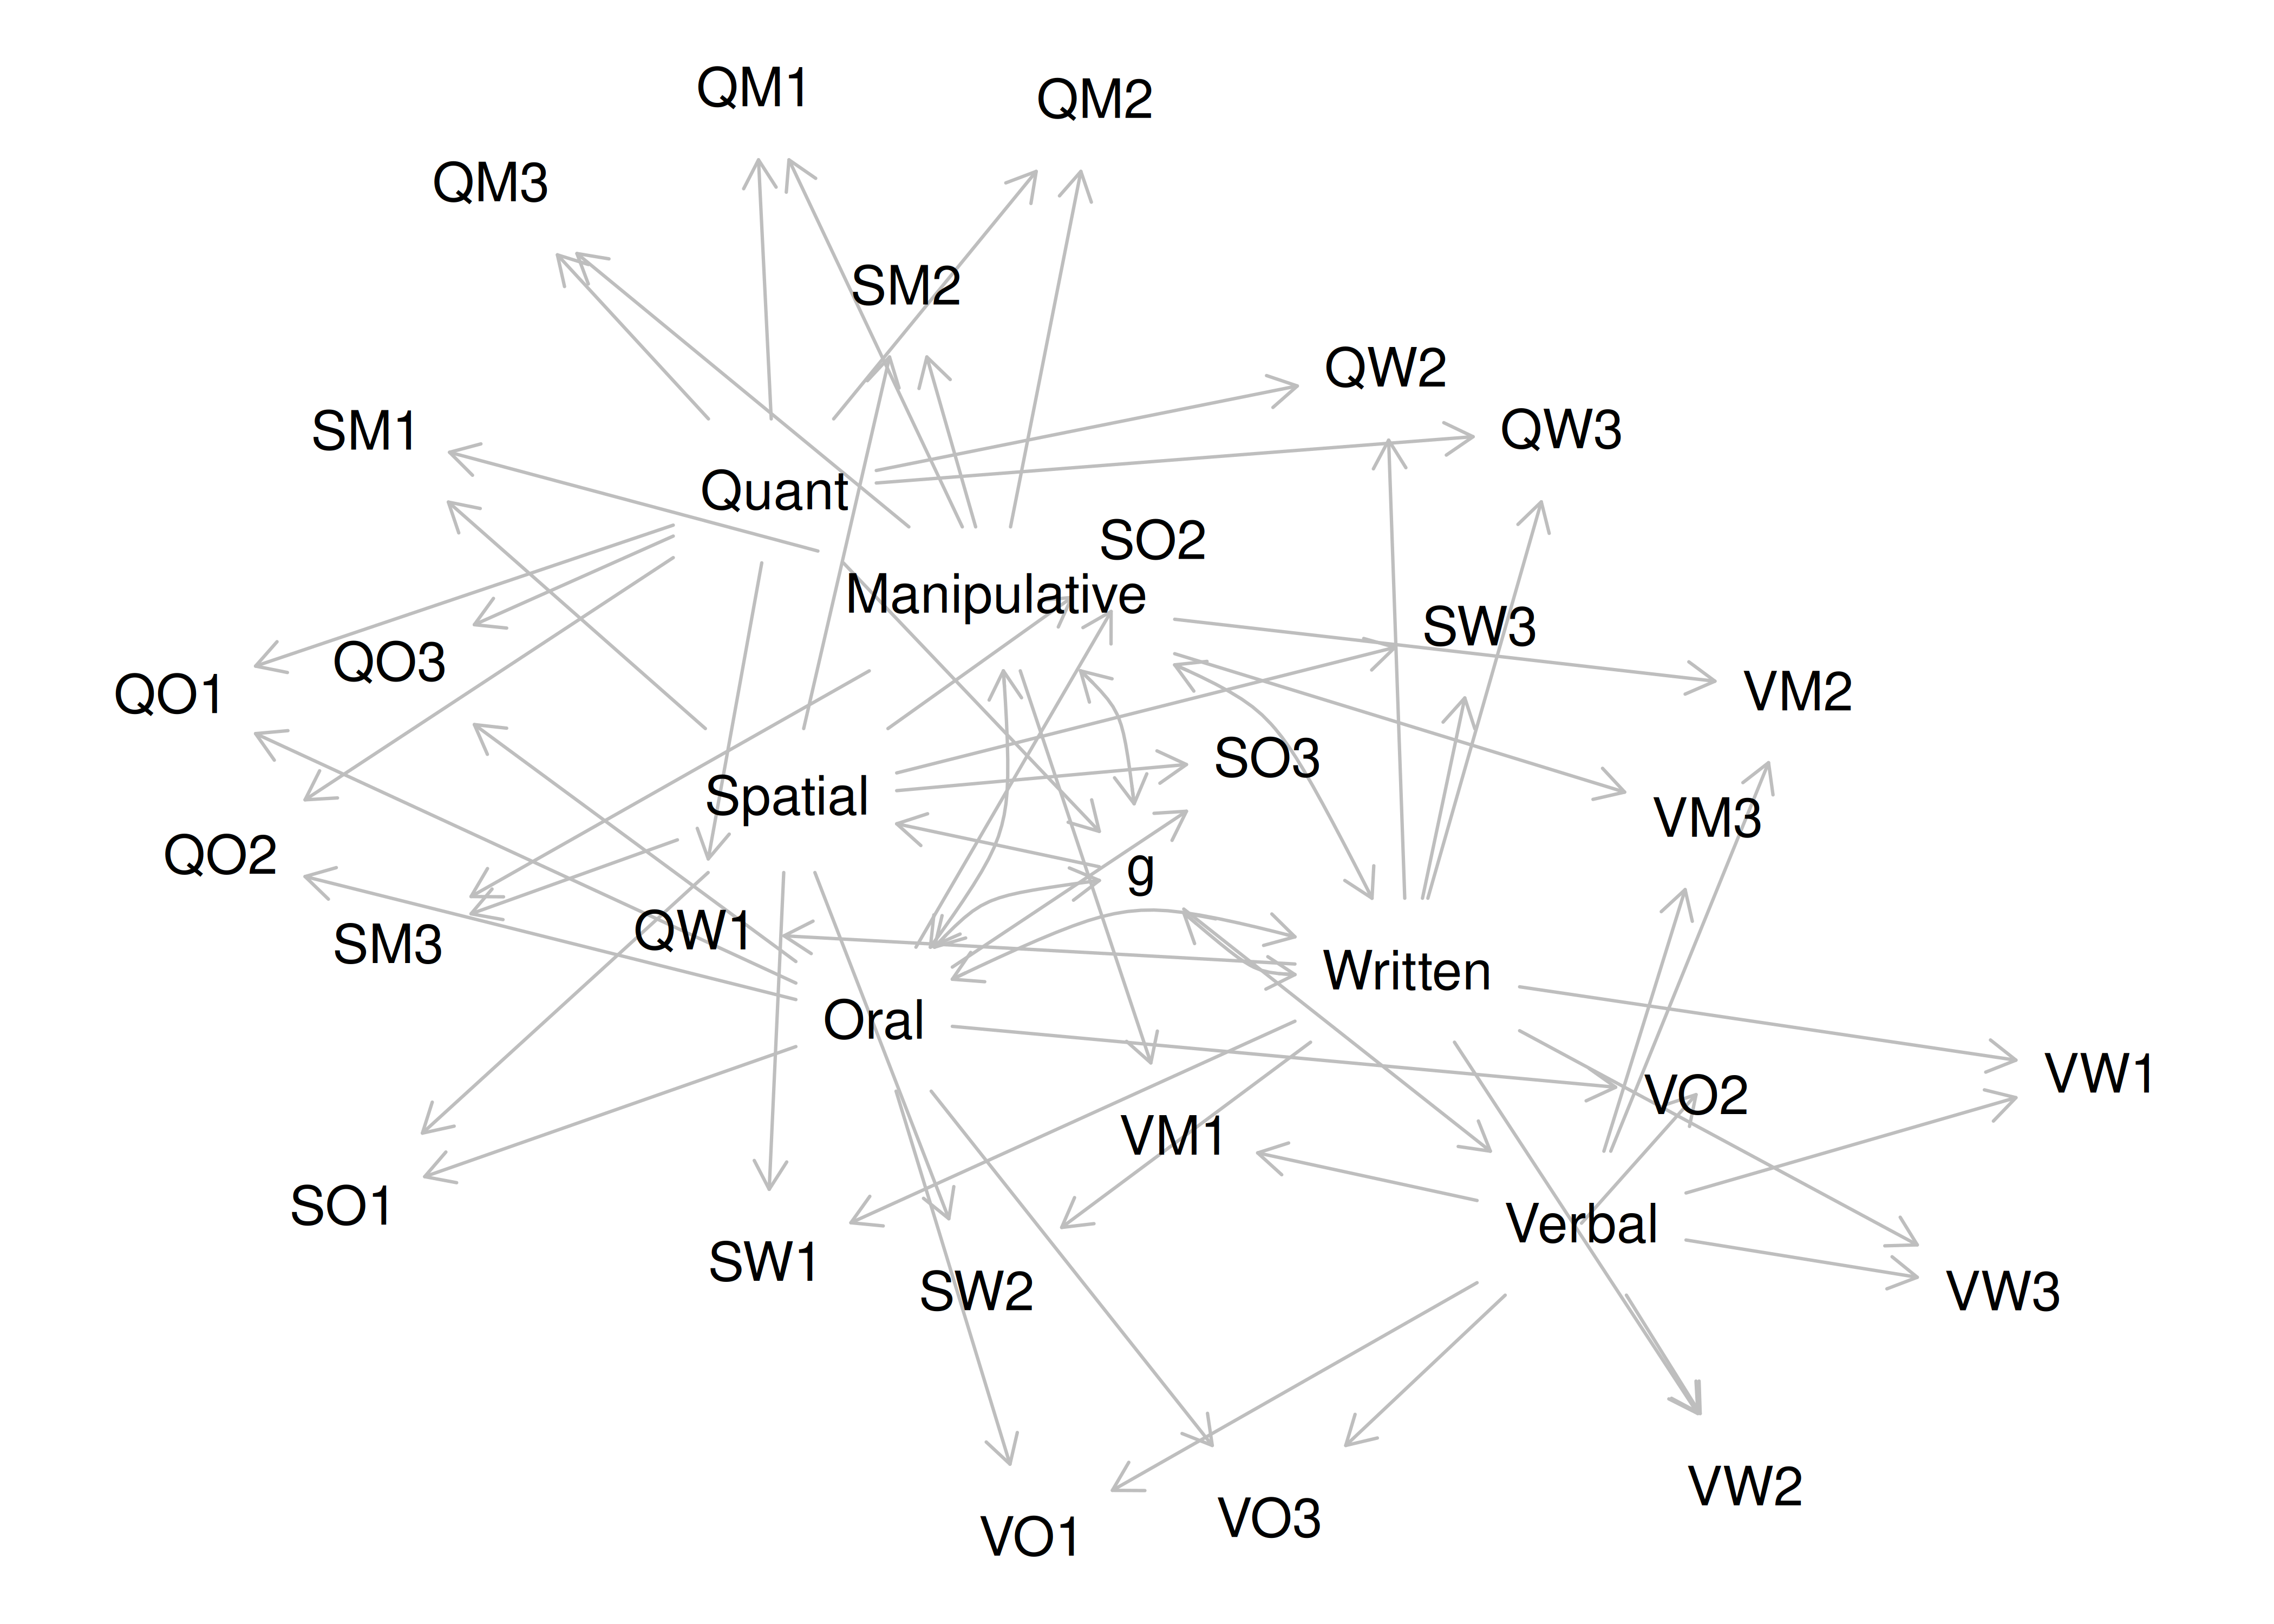 QM1
QM2
QM3
SM2
QW2
SM1
QW3
Quant
SO2
Manipulative
SW3
QO3
QO1
VM2
SO3
Spatial
VM3
QO2
g
QW1
SM3
Written
Oral
VW1
VO2
VM1
SO1
Verbal
SW1
SW2
VW3
VW2
VO3
VO1